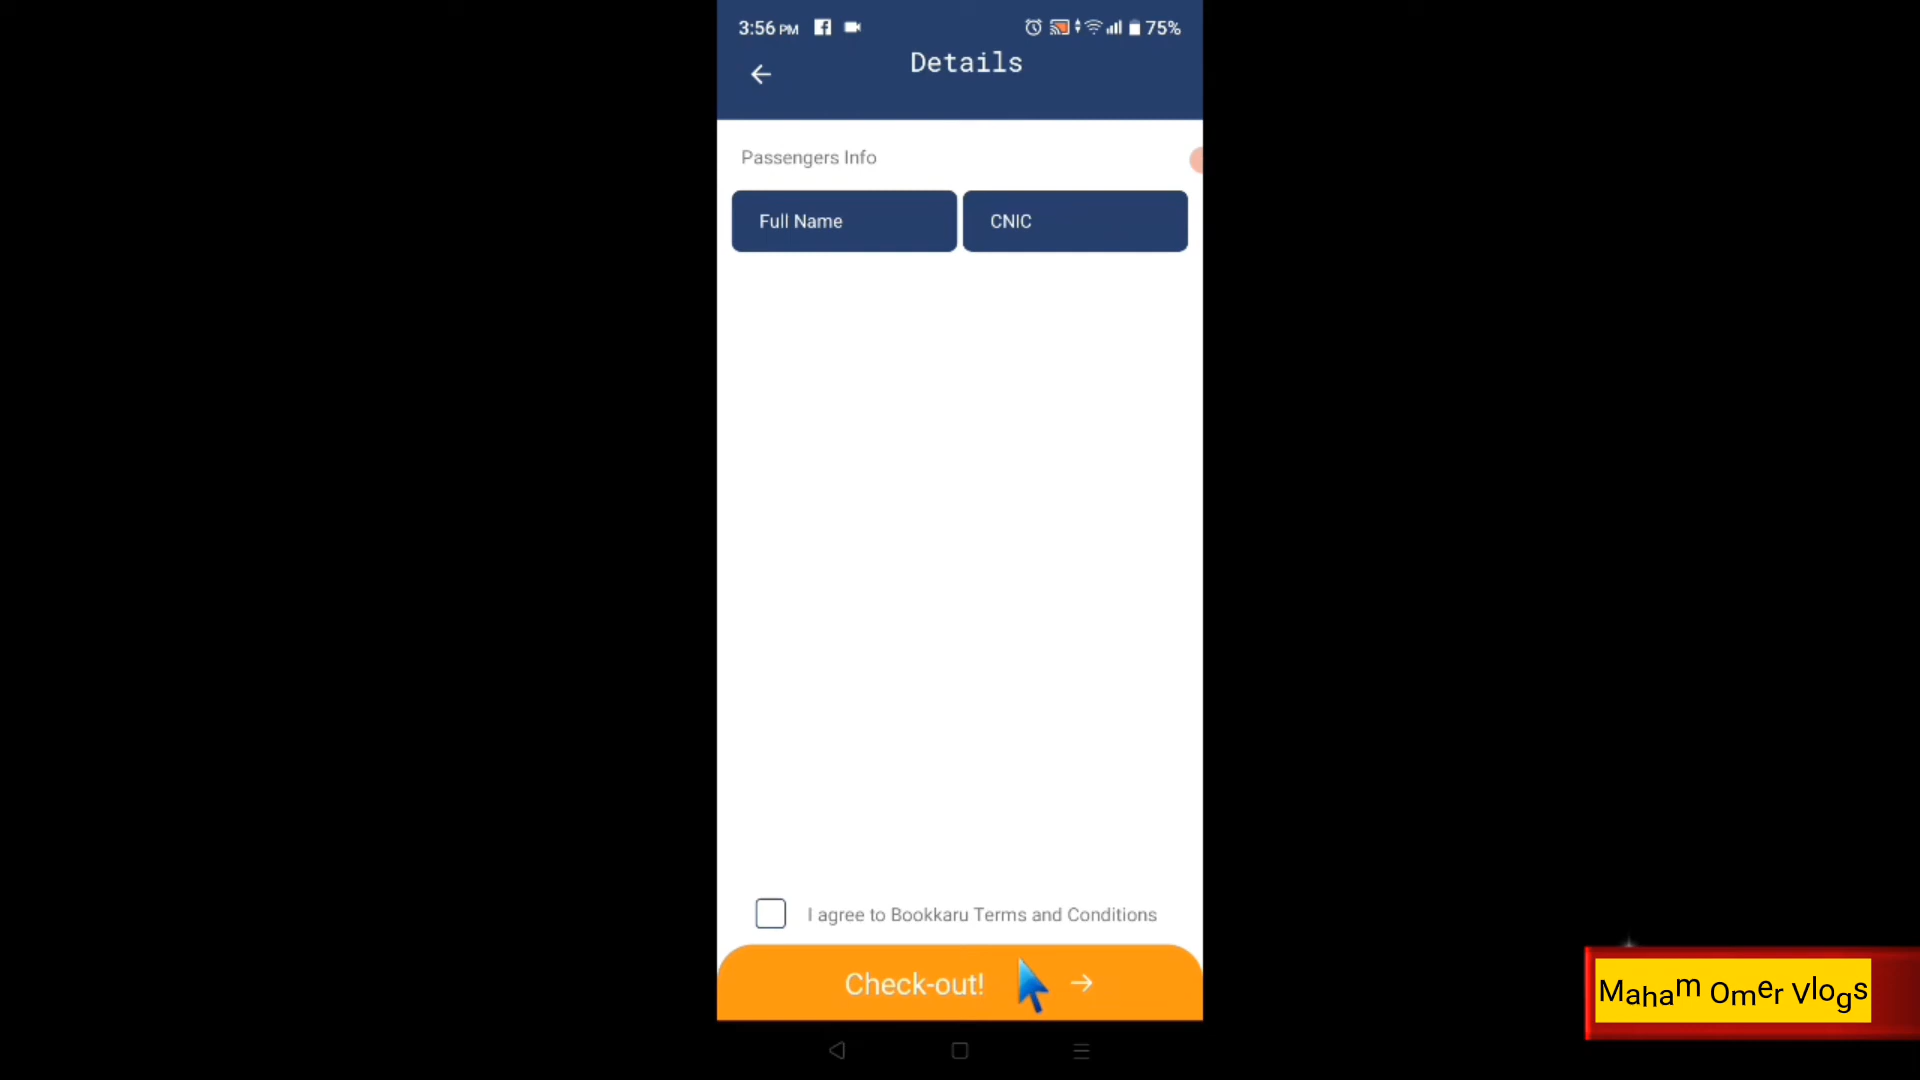 3:56 PM
75%
Details
Passengers Info
Full Name
CNIC
I agree to Bookkaru Terms and Conditions
Check-out!
Maham Omer Vlogs